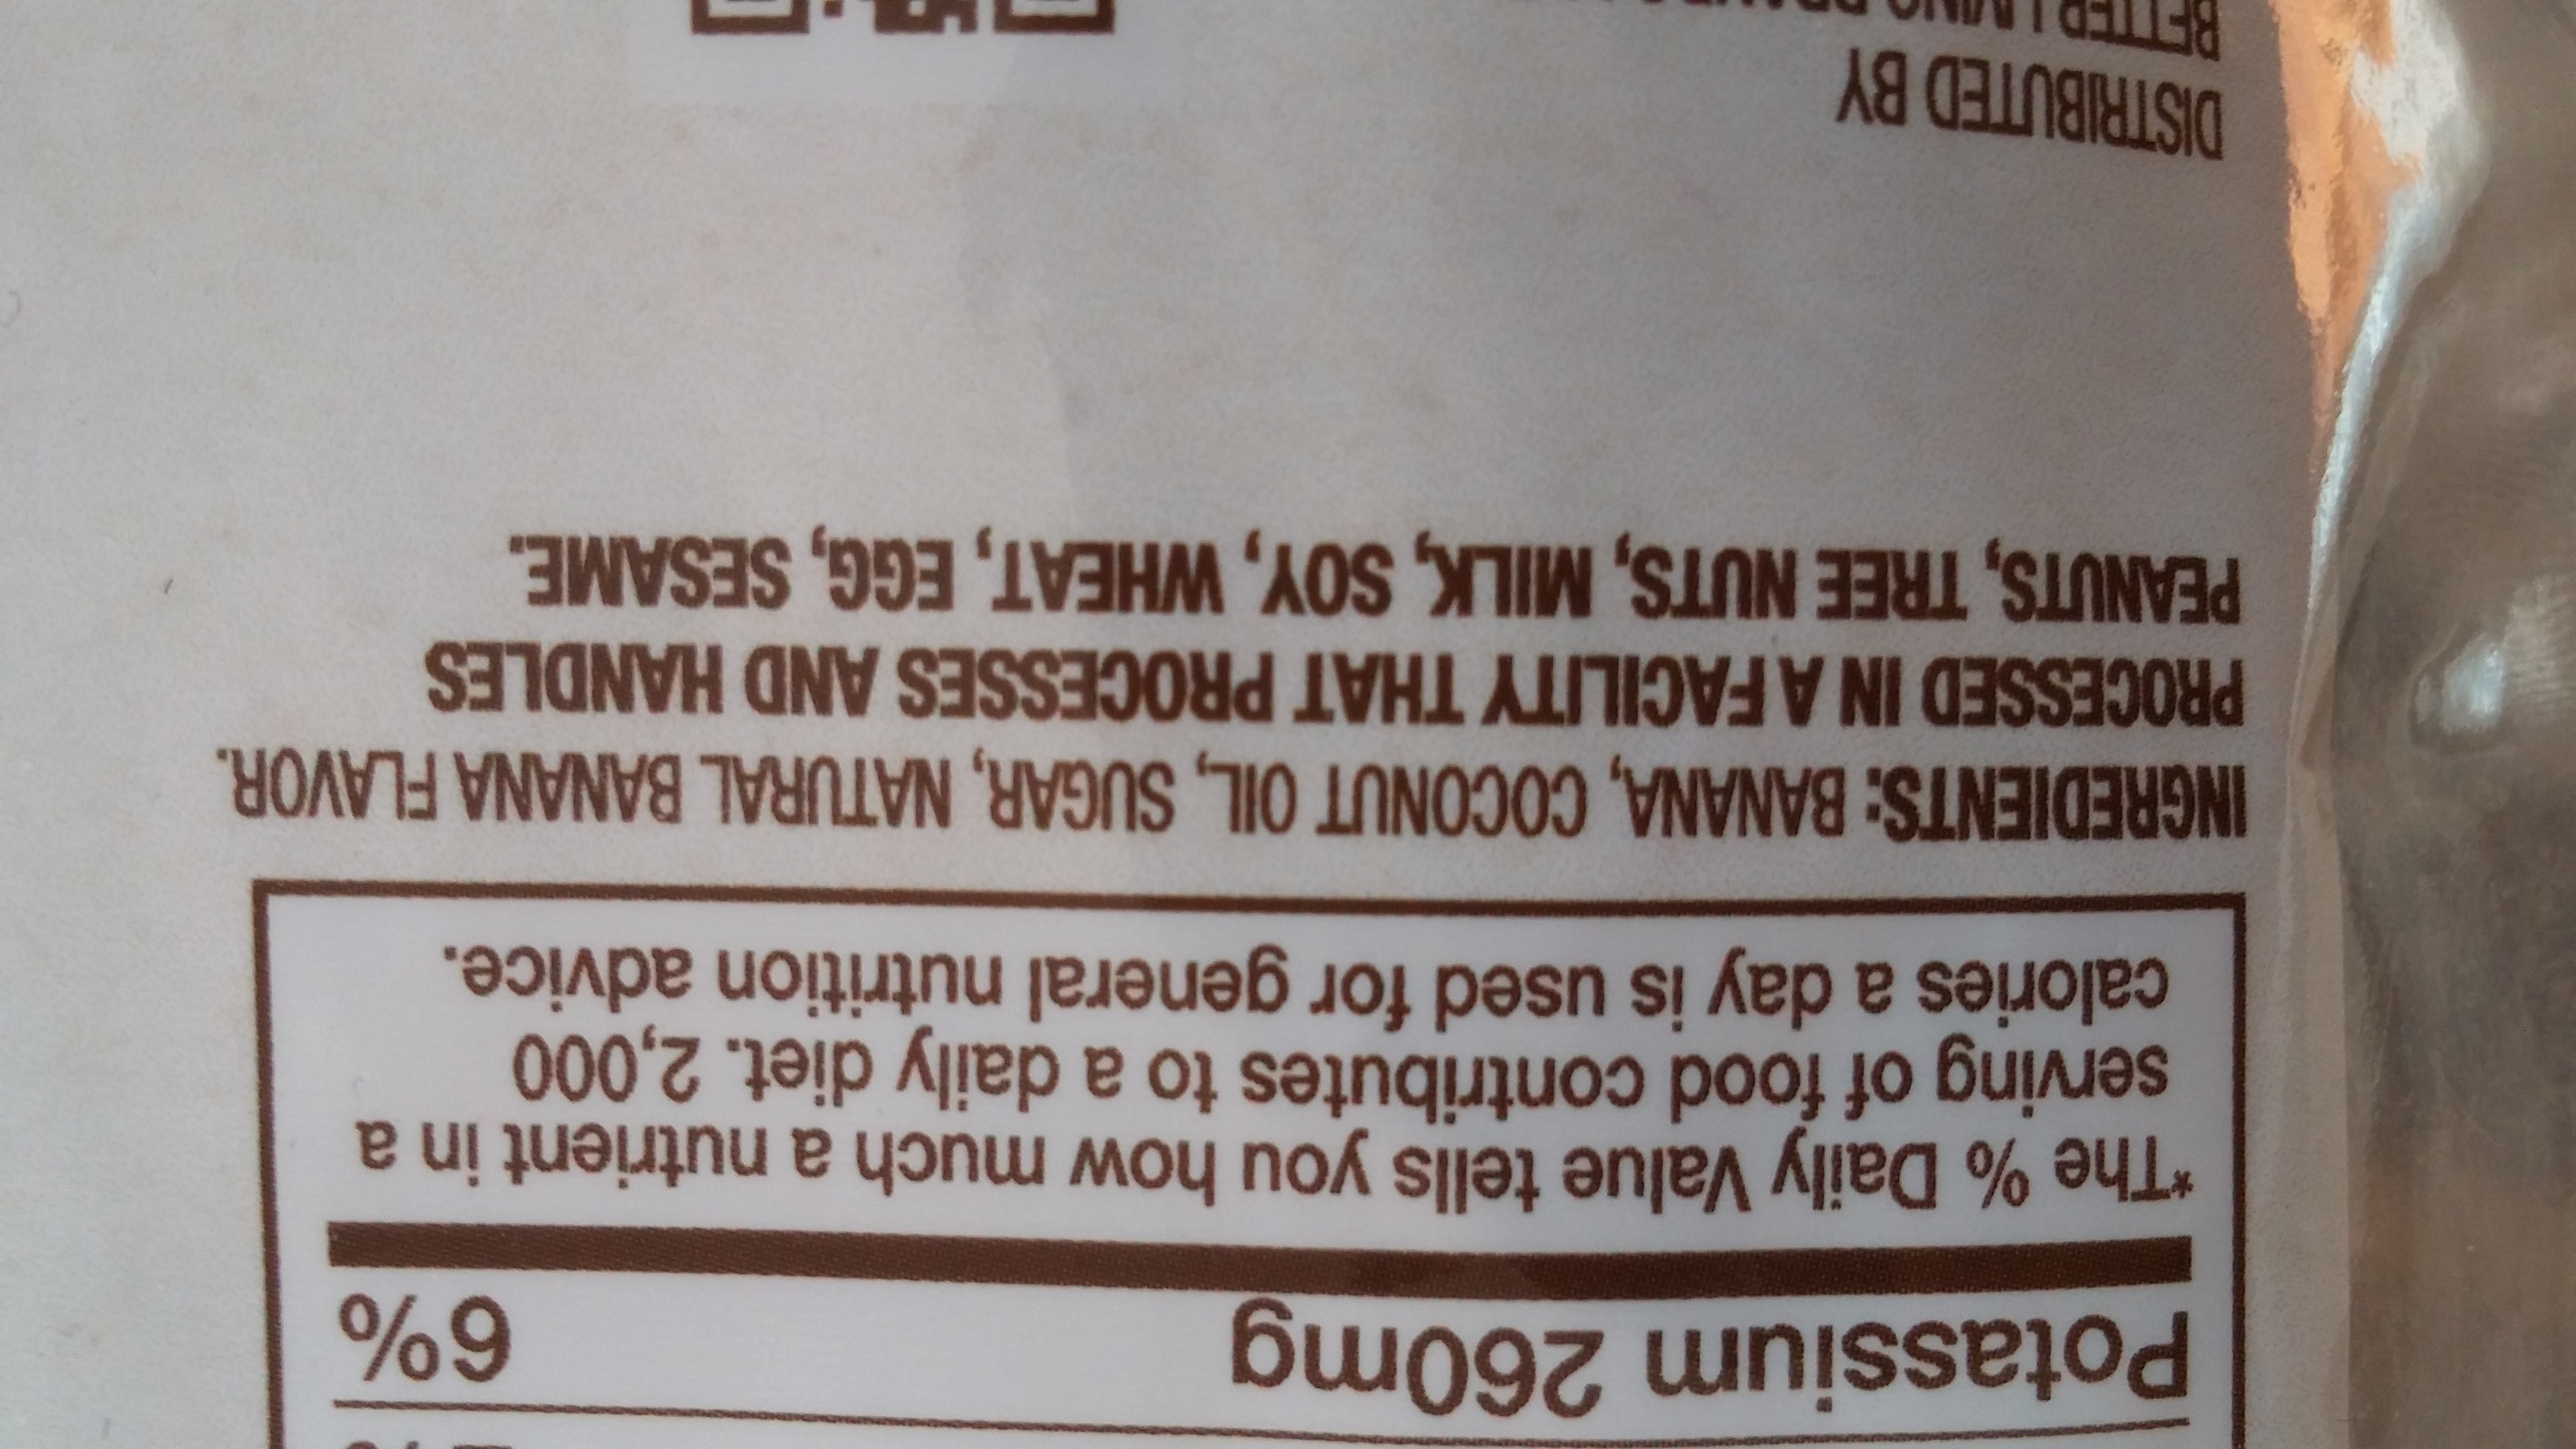 Potassium 260mg 6%
*The % Daily Value tells you how much a nutrient in a
serving of food contributes to a daily diet. 2,000
calories a day is used for general nutrition advice.
INGREDIENTS: BANANA, COCONUT OIL, SUGAR, NATURAL BANANA FLAVOR.
PROCESSED IN A FACILITY THAT PROCESSES AND HANDLES
PEANUTS, TREE NUTS, MILK, SOY, WHEAT, EGG, SESAME.
DISTRIBUTED BY
BETTER LIVING BRANDS